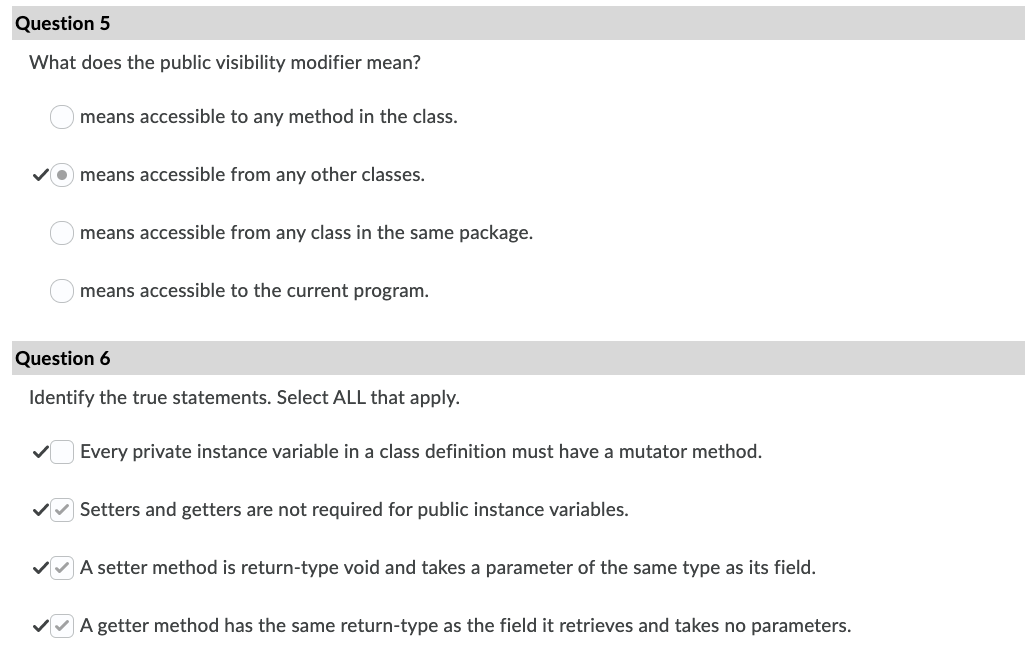 Question 5
What does the public visibility modifier mean?
means accessible to any method in the class.
means accessible from any other classes.
means accessible from any class in the same package.
means accessible to the current program.
Question 6
Identify the true statements. Select ALL that apply.
Every private instance variable in a class definition must have a mutator method.
Setters and getters are not required for public instance variables.
A setter method is return-type void and takes a parameter of the same type as its field.
A getter method has the same return-type as the field it retrieves and takes no parameters.